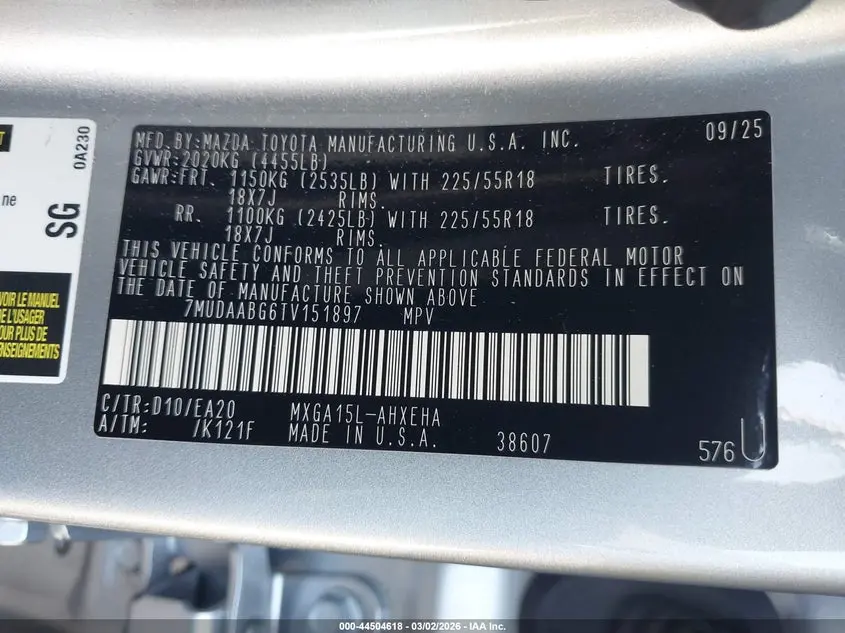 MFD.BY:MAZDA TOYOTA MANUFACTURING U.S.A. INC. 09/25
GVWR:2020KG (4455LB)
GAWR:FRT. 1150KG (2535LB) WITH 225/55R18 TIRES.
18X7J RIMS.
RR. 1100KG (2425LB) WITH 225/55R18 TIRES.
18X7J RIMS.
THIS VEHICLE CONFORMS TO ALL APPLICABLE FEDERAL MOTOR
VEHICLE SAFETY AND THEFT PREVENTION STANDARDS IN EFFECT ON
THE DATE OF MANUFACTURE SHOWN ABOVE
7MUDAABG6TV151897 MPV
C/TR:D10/EA20 MXGA15L-AHXEHA
A/TM: /K121F MADE IN U.S.A. 38607 576 U
0A230
ne
SG
VOIR LE MANUEL
DE L'USAGER
POUR PLUS DE
RENSEIGNEMENTS
000-44504618 | 03/02/2026 | IAA Inc.